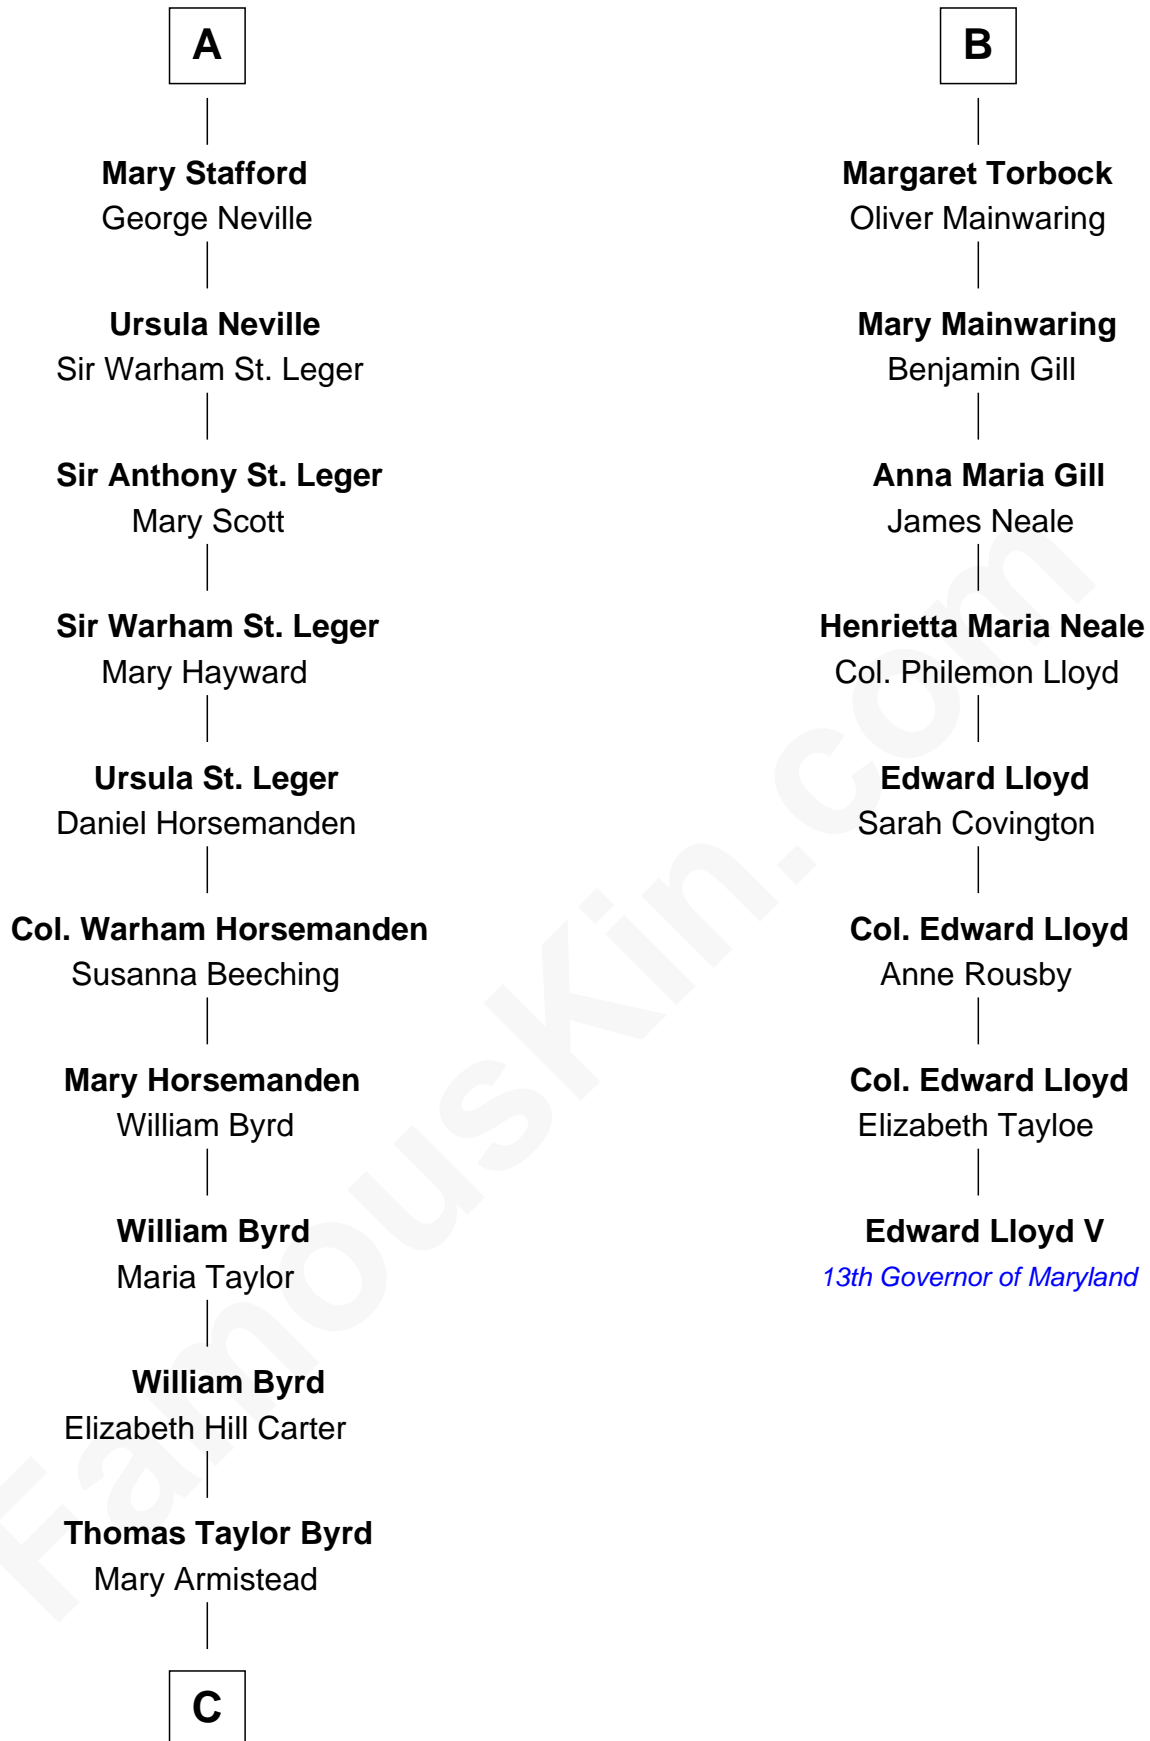 A
Mary Stafford
George Neville
Ursula Neville
Sir Warham St. Leger
Sir Anthony St. Leger
Mary Scott
Sir Warham St. Leger
Mary Hayward
Ursula St. Leger
Daniel Horsemanden
Col. Warham Horsemanden
Susanna Beeching
Mary Horsemanden
William Byrd
William Byrd
Maria Taylor
William Byrd
Elizabeth Hill Carter
Thomas Taylor Byrd
Mary Armistead
C
B
Margaret Torbock
Oliver Mainwaring
Mary Mainwaring
Benjamin Gill
Anna Maria Gill
James Neale
Henrietta Maria Neale
Col. Philemon Lloyd
Edward Lloyd
Sarah Covington
Col. Edward Lloyd
Anne Rousby
Col. Edward Lloyd
Elizabeth Tayloe
Edward Lloyd V
13th Governor of Maryland
FamousKin.com